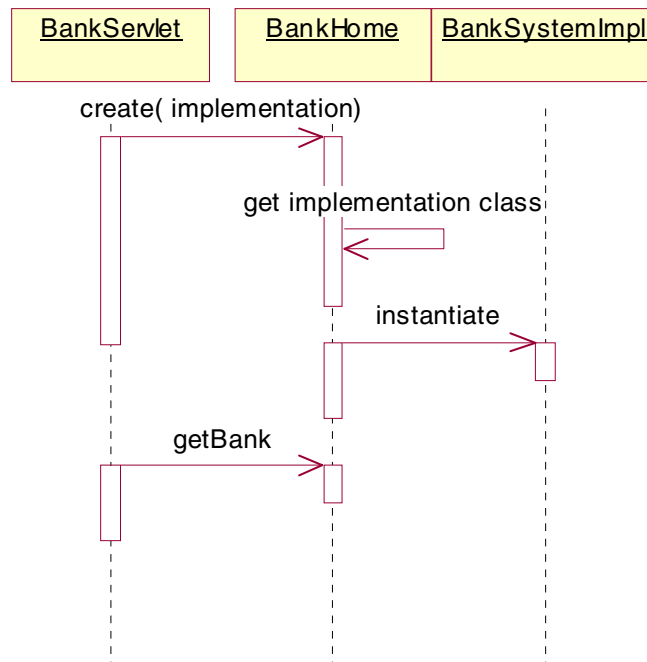 BankServlet
BankHome
BankSystemImpl
create( implementation)
get implementation class
instantiate
getBank